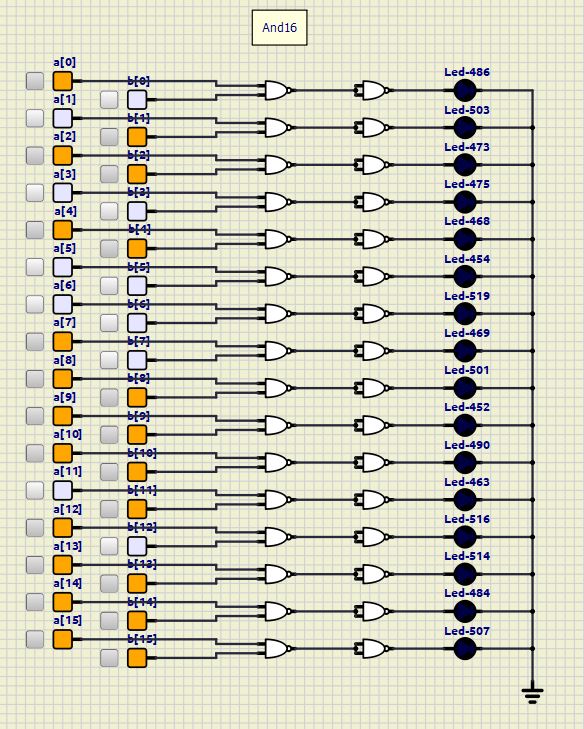 And16
a[0]
Led-486
b[0]
a[1]
Led-503
b[1]
a[2]
Led-473
b[2]
a[3]
Led-475
b[3]
a[4]
Led-468
b[4]
a[5]
Led-454
b[5]
a[6]
Led-519
b[6]
a[7]
Led-469
b[7]
a[8]
Led-501
b[8]
a[9]
Led-452
b[9]
a[10]
Led-490
b[10]
a[11]
Led-463
b[11]
a[12]
Led-516
b[12]
a[13]
Led-514
b[13]
a[14]
Led-484
b[14]
a[15]
Led-507
b[15]